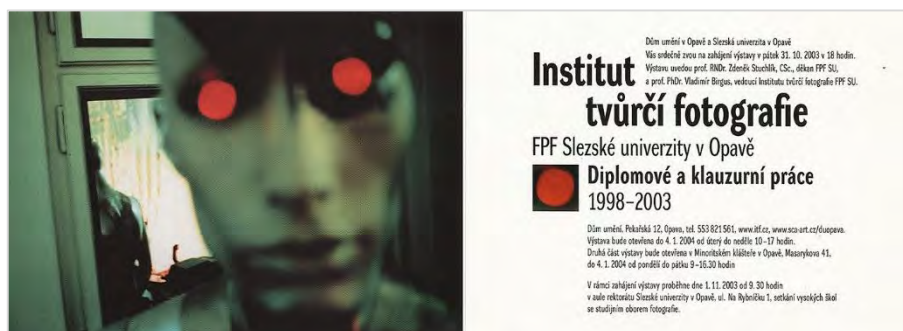 Dům umění v Opavě a Slezská univerzita v Opavě
Vás srdečně zvou na zahájení výstavy v pátek 31. 10. 2003 v 18 hodin.
Výstavu uvedou prof. RNDr. Zdeněk Stuchlík, CSc., děkan FPF SU,
a prof. PhDr. Vladimír Birgus, vedoucí Institutu tvůrčí fotografie FPF SU.
Institut
tvůrčí fotografie
FPF Slezské univerzity v Opavě
Diplomové a klauzurní práce
1998–2003
Dům umění, Pekařská 12, Opava, tel. 553 821 561, www.itf.cz, www.sca-art.cz/duopava.
Výstava bude otevřena do 4. 1. 2004 od úterý do neděle 10–17 hodin.
Druhá část výstavy bude otevřena v Minoritském klášteře v Opavě, Masarykova 41,
do 4. 1. 2004 od pondělí do pátku 9–16.30 hodin
V rámci zahájení výstavy proběhne dne 1. 11. 2003 od 9. 30 hodin
v aule rektorátu Slezské univerzity v Opavě, ul. Na Rybníčku 1, setkání vysokých škol
se studijním oborem fotografie.